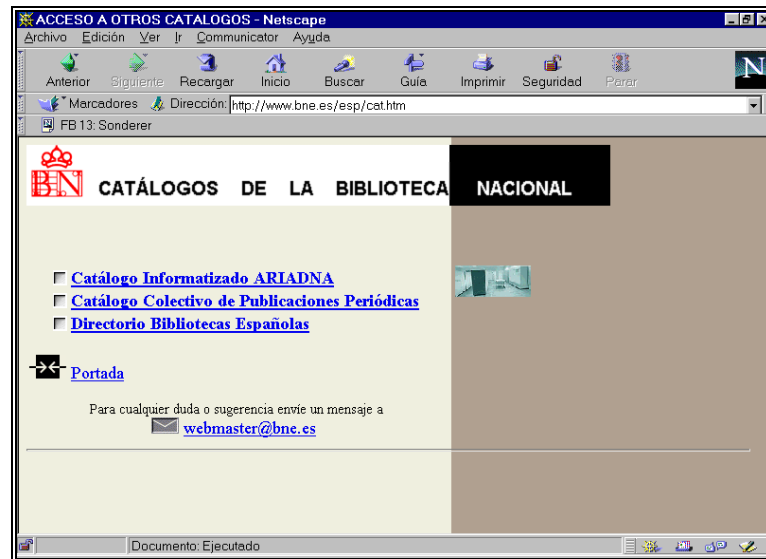 ACCESO A OTROS CATALOGOS - Netscape
Archivo Edición Ver Ir Communicator Ayuda
Anterior Siguiente Recargar Inicio Buscar Guía Imprimir Seguridad Parar
N
Marcadores Dirección: http://www.bne.es/esp/cat.htm
FB 13: Sonderer
BN CATÁLOGOS DE LA BIBLIOTECA NACIONAL
Catálogo Informatizado ARIADNA
Catálogo Colectivo de Publicaciones Periódicas
Directorio Bibliotecas Españolas
Portada
Para cualquier duda o sugerencia envíe un mensaje a
webmaster@bne.es
Documento: Ejecutado